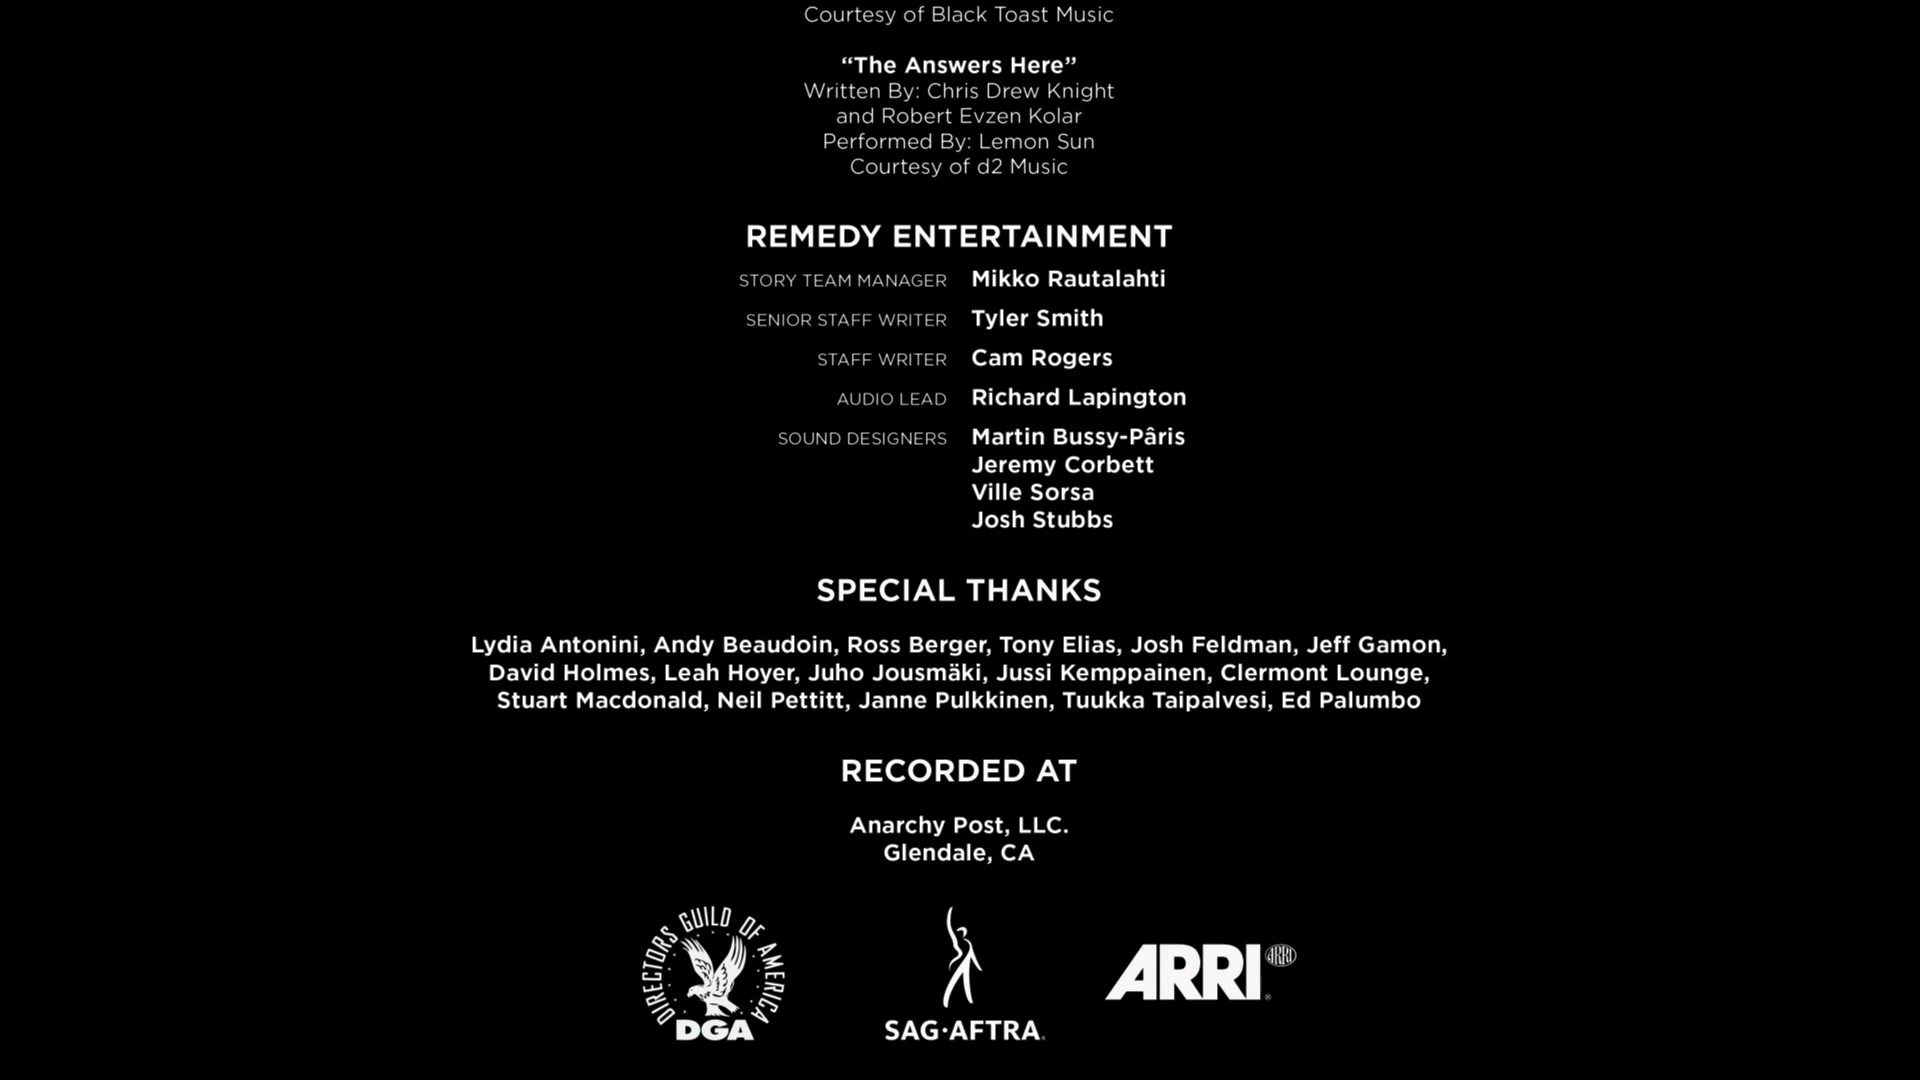 Courtesy of Black Toast Music
“The Answers Here”
Written By: Chris Drew Knight
and Robert Evzen Kolar
Performed By: Lemon Sun
Courtesy of d2 Music
REMEDY ENTERTAINMENT
STORY TEAM MANAGER Mikko Rautalahti
SENIOR STAFF WRITER Tyler Smith
STAFF WRITER Cam Rogers
AUDIO LEAD Richard Lapington
SOUND DESIGNERS Martin Bussy-Pâris
Jeremy Corbett
Ville Sorsa
Josh Stubbs
SPECIAL THANKS
Lydia Antonini, Andy Beaudoin, Ross Berger, Tony Elias, Josh Feldman, Jeff Gamon,
David Holmes, Leah Hoyer, Juho Jousmäki, Jussi Kemppainen, Clermont Lounge,
Stuart Macdonald, Neil Pettitt, Janne Pulkkinen, Tuukka Taipalvesi, Ed Palumbo
RECORDED AT
Anarchy Post, LLC.
Glendale, CA
DIRECTORS GUILD OF AMERICA
DGA
SAG·AFTRA®
ARRI® ARRI